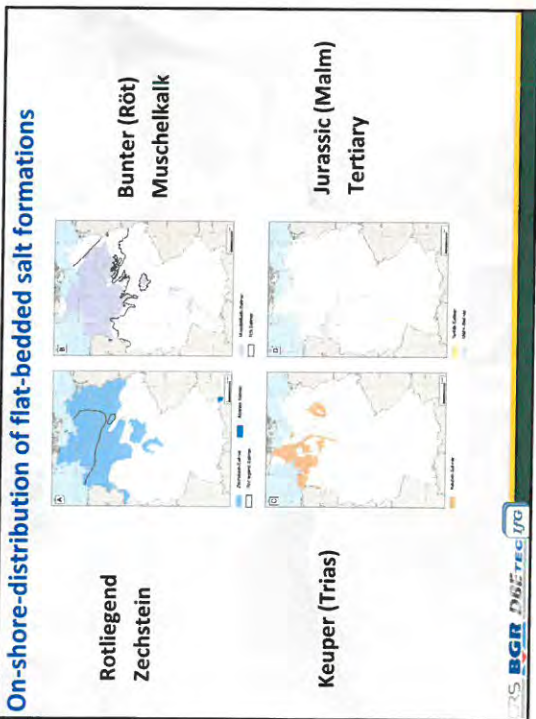 On-shore-distribution of flat-bedded salt formations
Rotliegend
Zechstein
A
B
Bunter (Röt)
Muschelkalk
Keuper (Trias)
C
D
Jurassic (Malm)
Tertiary
BGR DBETEC IfG